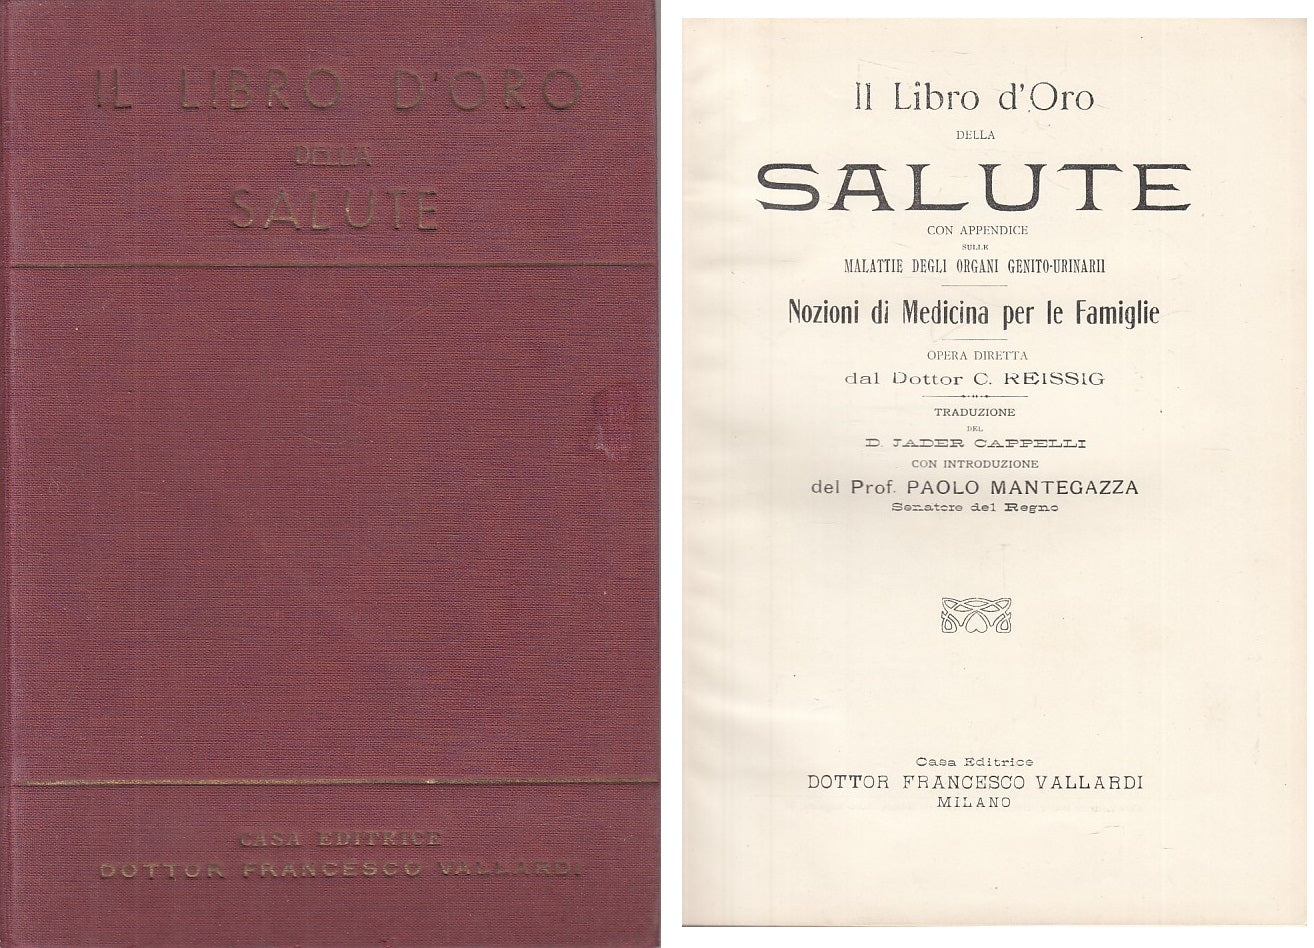 IL LIBRO D'ORO
DELLA
SALUTE
CASA EDITRICE
DOTTOR FRANCESCO VALLARDI
Il Libro d'Oro
DELLA
SALUTE
CON APPENDICE
SULLE
MALATTIE DEGLI ORGANI GENITO-URINARII
Nozioni di Medicina per le Famiglie
OPERA DIRETTA
dal Dottor C. REISSIG
TRADUZIONE
DEL
D. JADER CAPPELLI
CON INTRODUZIONE
del Prof. PAOLO MANTEGAZZA
Senatore del Regno
Casa Editrice
DOTTOR FRANCESCO VALLARDI
MILANO